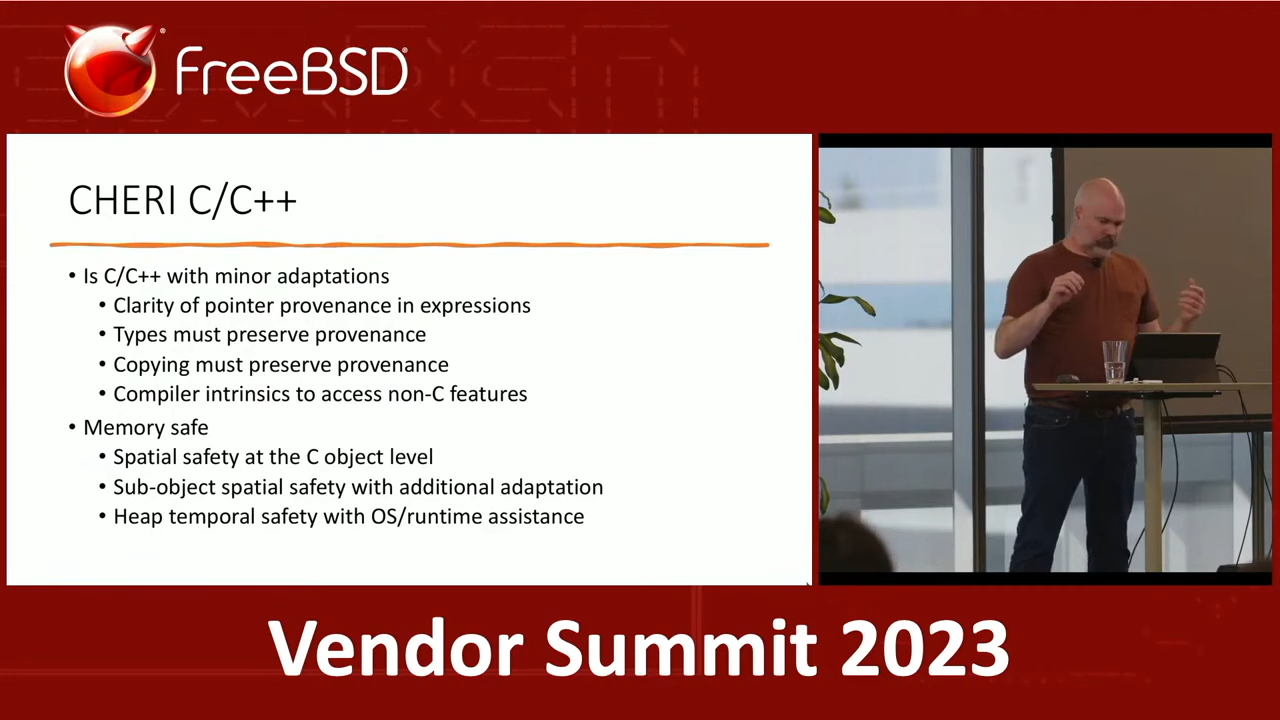 FreeBSD®
CHERI C/C++
• Is C/C++ with minor adaptations
• Clarity of pointer provenance in expressions
• Types must preserve provenance
• Copying must preserve provenance
• Compiler intrinsics to access non-C features
• Memory safe
• Spatial safety at the C object level
• Sub-object spatial safety with additional adaptation
• Heap temporal safety with OS/runtime assistance
Vendor Summit 2023